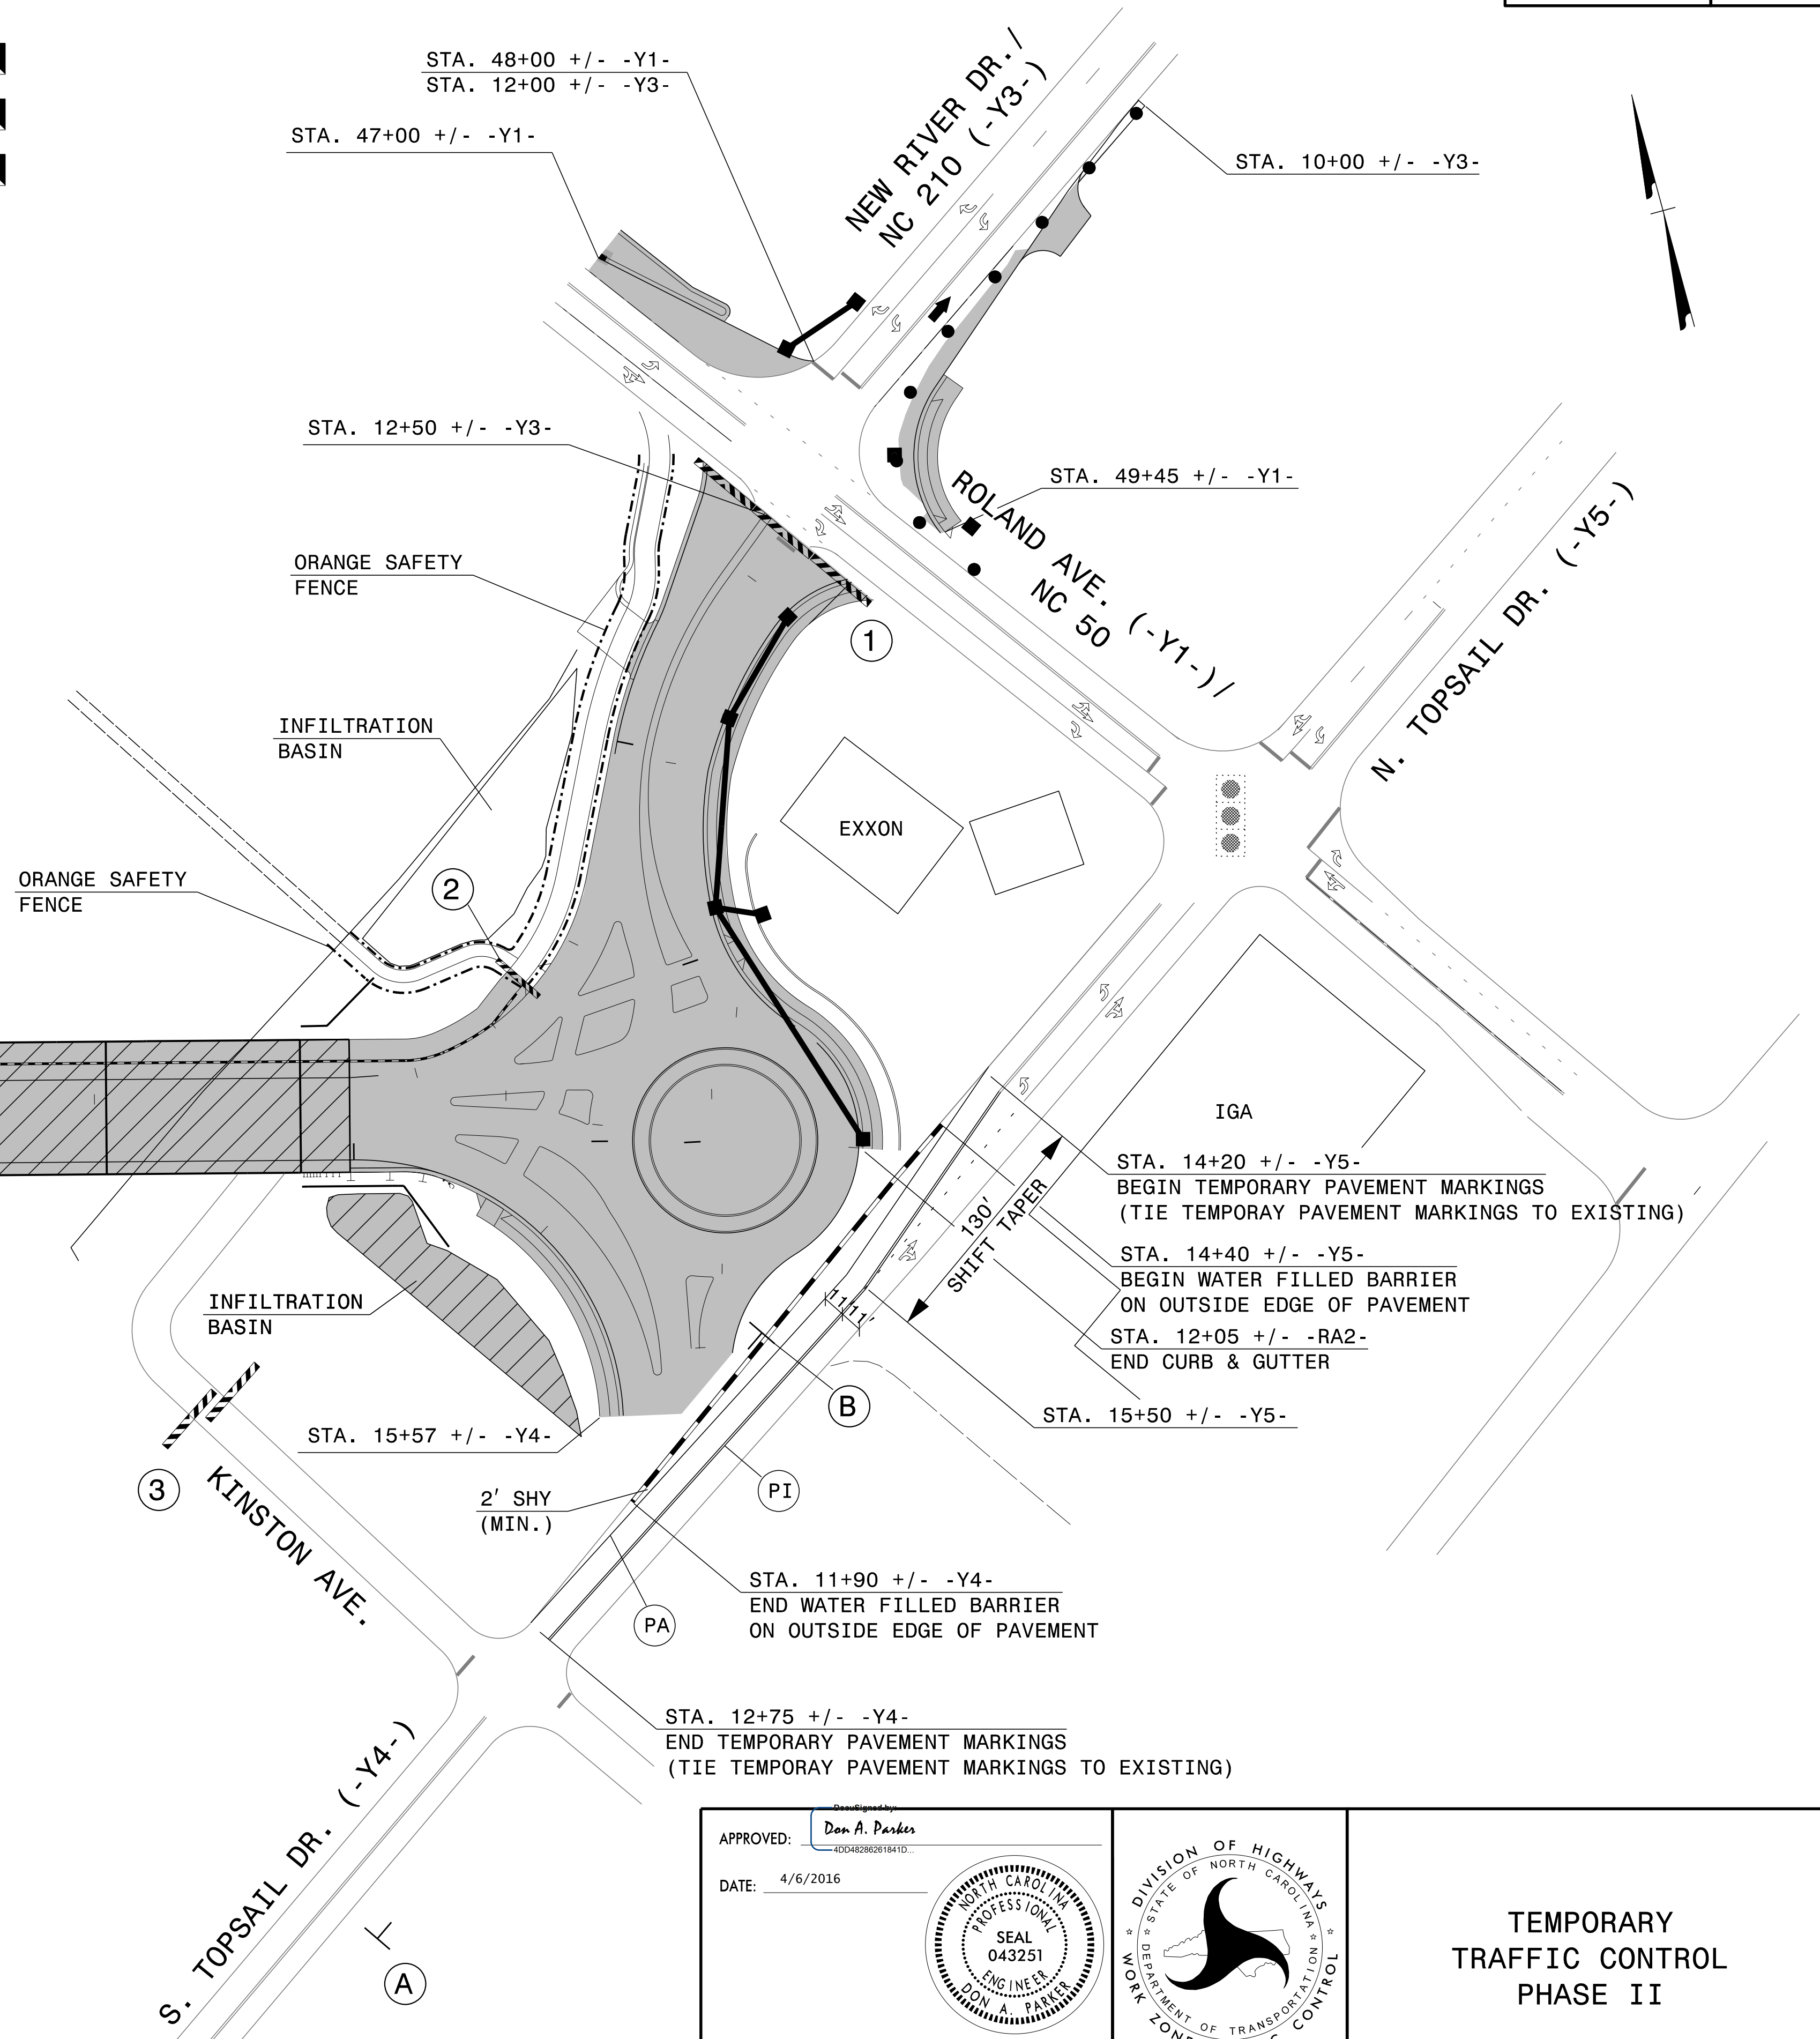 STA. 48+00 +/- -Y1-
STA. 12+00 +/- -Y3-
STA. 47+00 +/- -Y1-
NEW RIVER DR./
NC 210 (-Y3-)
STA. 10+00 +/- -Y3-
STA. 12+50 +/- -Y3-
STA. 49+45 +/- -Y1-
ROLAND AVE. (-Y1-)/
NC 50
N. TOPSAIL DR. (-Y5-)
ORANGE SAFETY
FENCE
1
INFILTRATION
BASIN
EXXON
ORANGE SAFETY
FENCE
2
IGA
STA. 14+20 +/- -Y5-
BEGIN TEMPORARY PAVEMENT MARKINGS
(TIE TEMPORAY PAVEMENT MARKINGS TO EXISTING)
130'
SHIFT TAPER
STA. 14+40 +/- -Y5-
BEGIN WATER FILLED BARRIER
ON OUTSIDE EDGE OF PAVEMENT
11'
11'
STA. 12+05 +/- -RA2-
END CURB & GUTTER
INFILTRATION
BASIN
B
STA. 15+50 +/- -Y5-
STA. 15+57 +/- -Y4-
3
KINSTON AVE.
2' SHY
(MIN.)
PI
STA. 11+90 +/- -Y4-
END WATER FILLED BARRIER
ON OUTSIDE EDGE OF PAVEMENT
PA
STA. 12+75 +/- -Y4-
END TEMPORARY PAVEMENT MARKINGS
(TIE TEMPORAY PAVEMENT MARKINGS TO EXISTING)
S. TOPSAIL DR. (-Y4-)
A
DocuSigned by:
APPROVED: Don A. Parker
4DD48286261841D...
DATE: 4/6/2016
NORTH CAROLINA
PROFESSIONAL
SEAL
043251
ENGINEER
DON A. PARKER
DIVISION OF HIGHWAYS
STATE OF NORTH CAROLINA
DEPARTMENT OF TRANSPORTATION
WORK ZONE CONTROL
TEMPORARY
TRAFFIC CONTROL
PHASE II